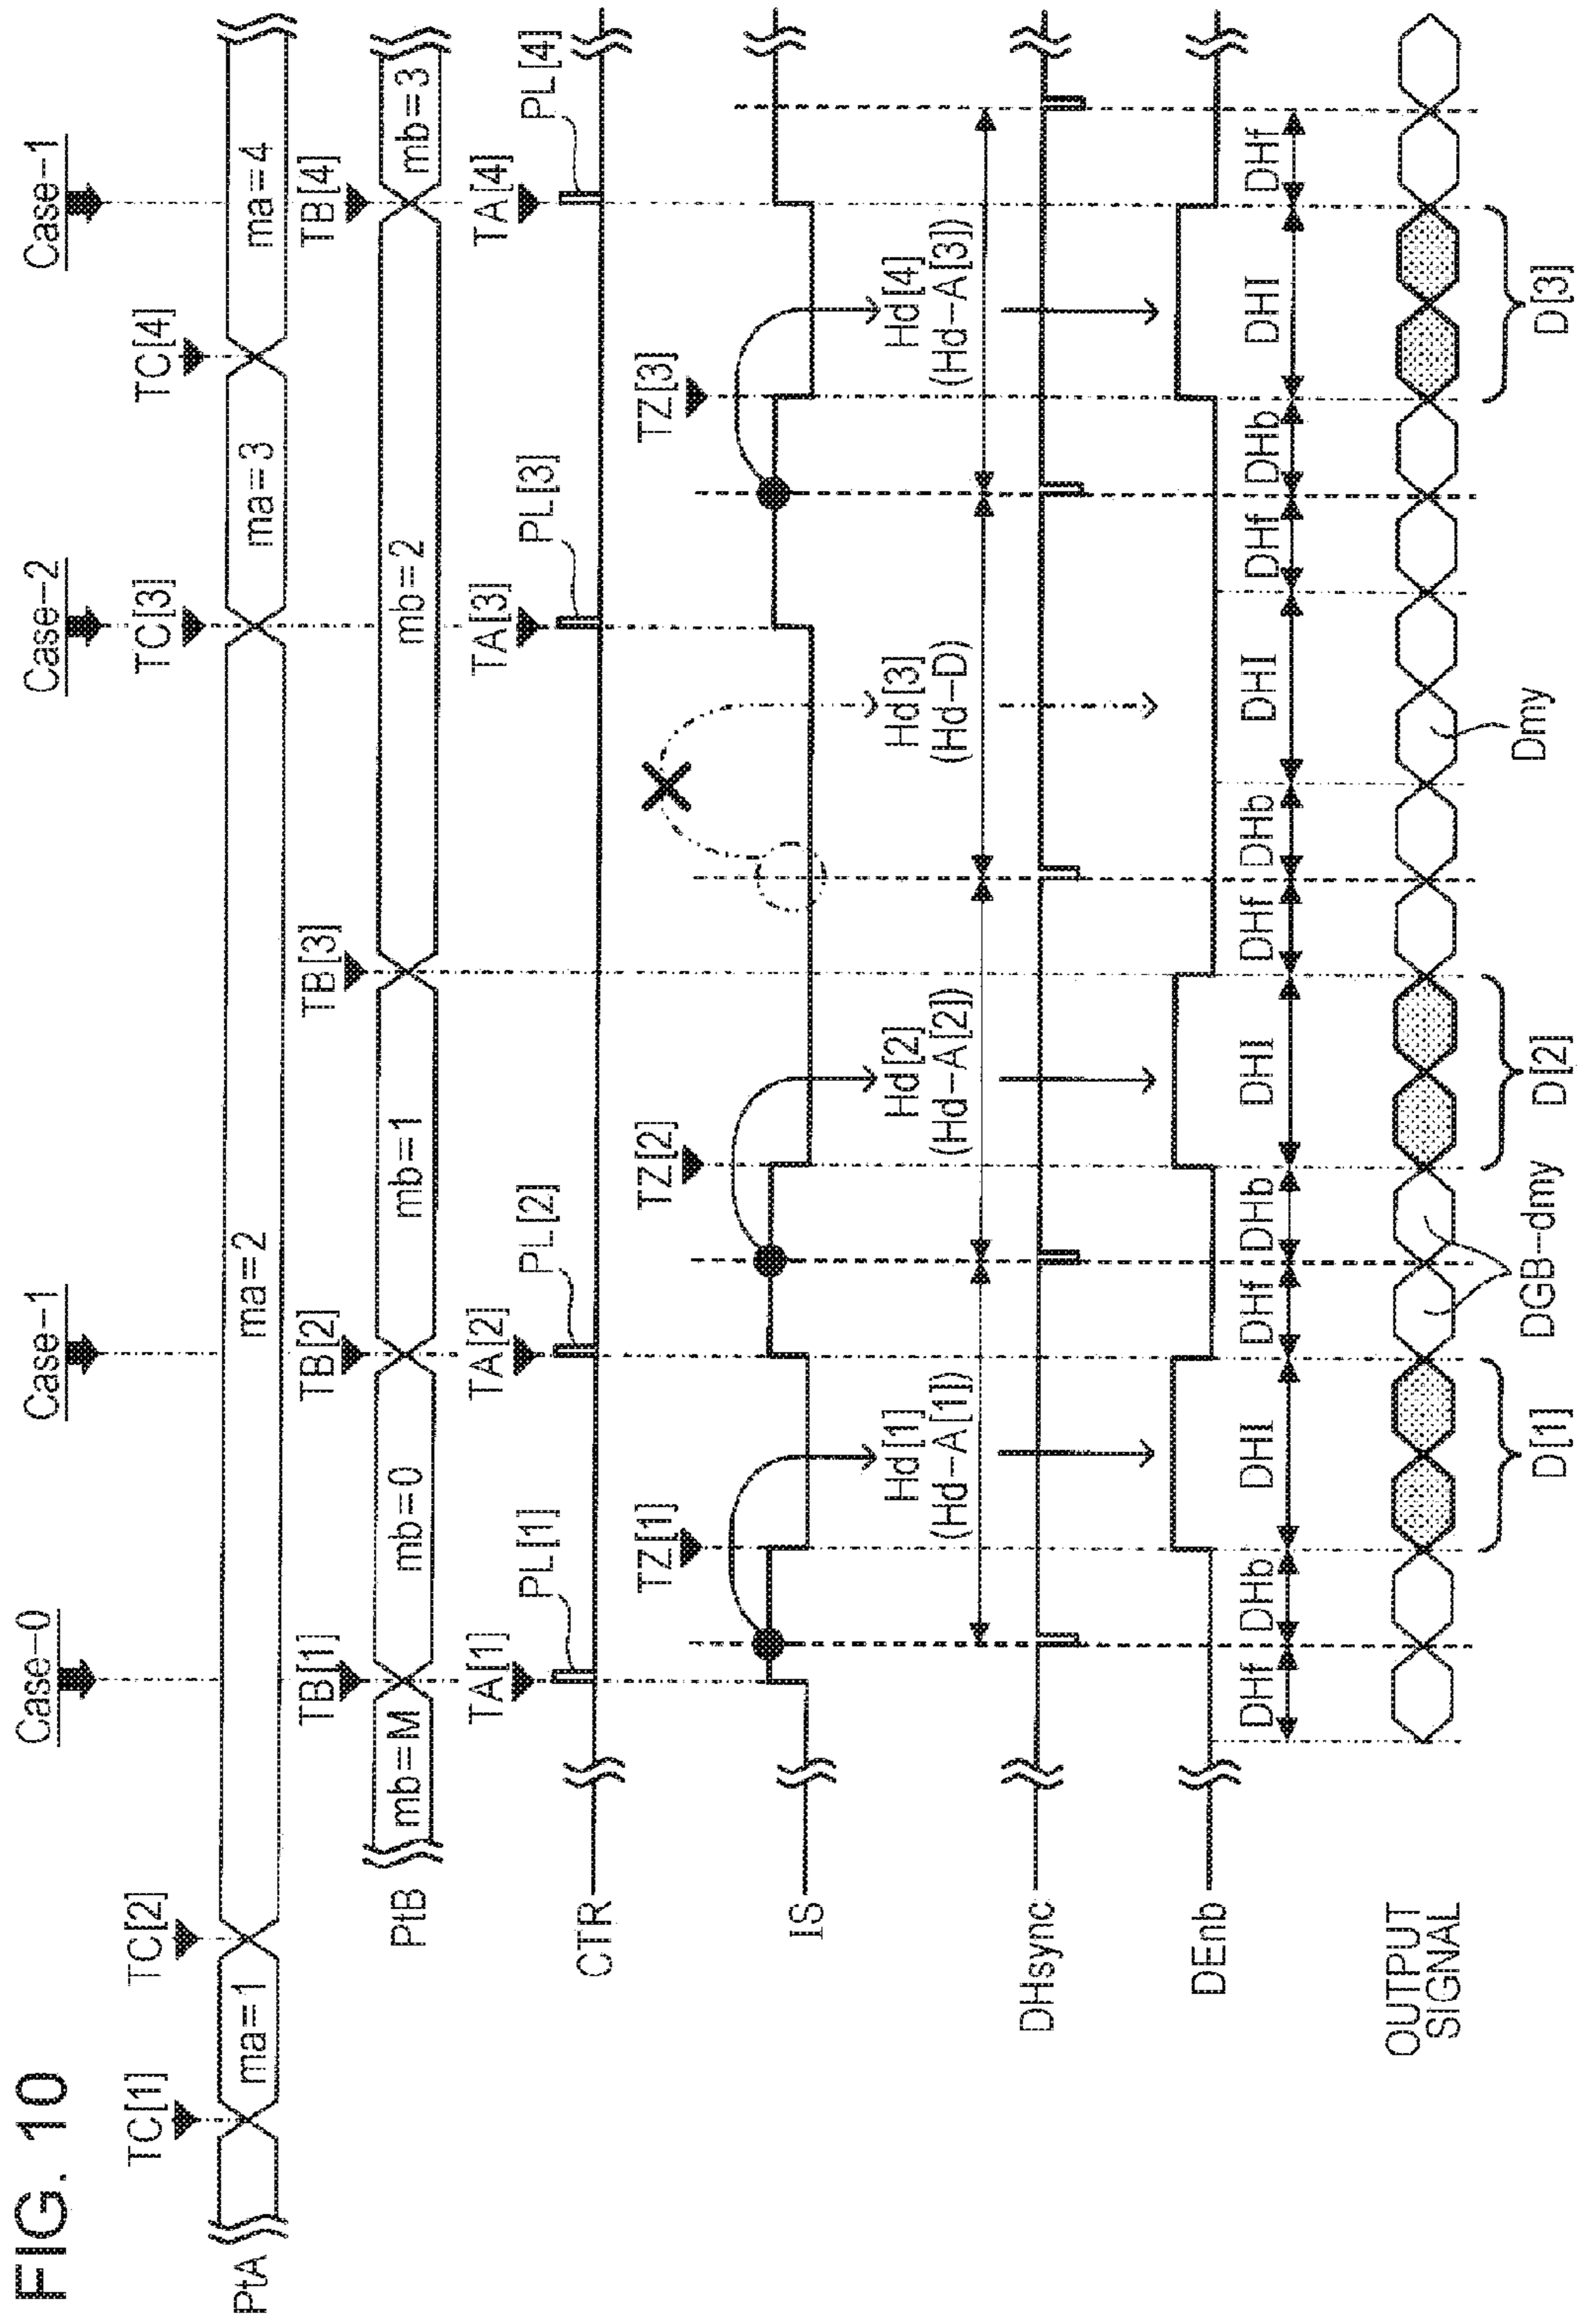 FIG. 10
Case-0
Case-1
Case-2
Case-1
TC[1]
TC[2]
TC[3]
TC[4]
PtA
ma=1
ma=2
ma=3
ma=4
TB[1]
TB[2]
TB[3]
TB[4]
PtB
mb=M
mb=0
mb=1
mb=2
mb=3
TA[1]
TA[2]
TA[3]
TA[4]
PL[1]
PL[2]
PL[3]
PL[4]
CTR
TZ[1]
TZ[2]
TZ[3]
IS
Hd[1]
(Hd-A[1])
Hd[2]
(Hd-A[2])
Hd[3]
(Hd-D)
Hd[4]
(Hd-A[3])
DHsync
DEnb
DHf
DHb
DHI
DHf
DHb
DHI
DHf
DHb
DHI
DHf
DHb
DHI
DHf
OUTPUT
SIGNAL
D[1]
DGB-dmy
D[2]
Dmy
D[3]